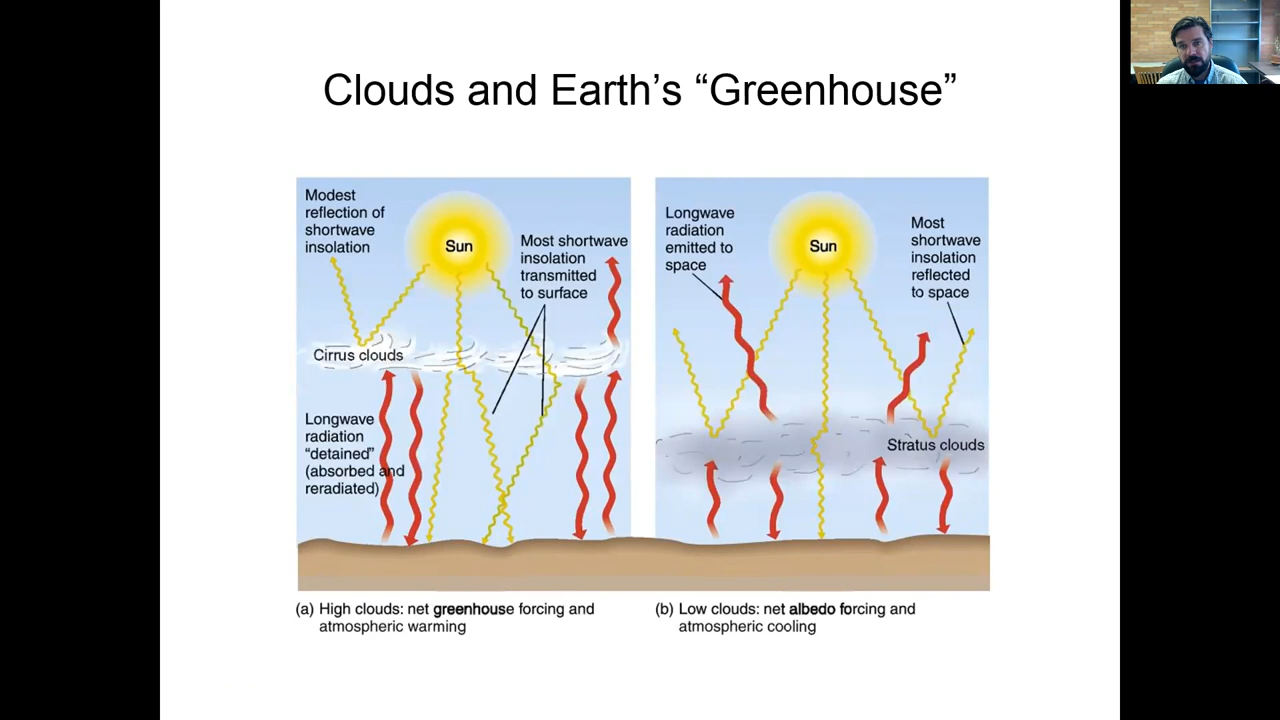 Clouds and Earth’s “Greenhouse”
Modest
reflection of
shortwave
insolation
Sun
Most shortwave
insolation
transmitted
to surface
Cirrus clouds
Longwave
radiation
“detained”
(absorbed and
reradiated)
(a) High clouds: net greenhouse forcing and
atmospheric warming
Longwave
radiation
emitted to
space
Sun
Most
shortwave
insolation
reflected
to space
Stratus clouds
(b) Low clouds: net albedo forcing and
atmospheric cooling